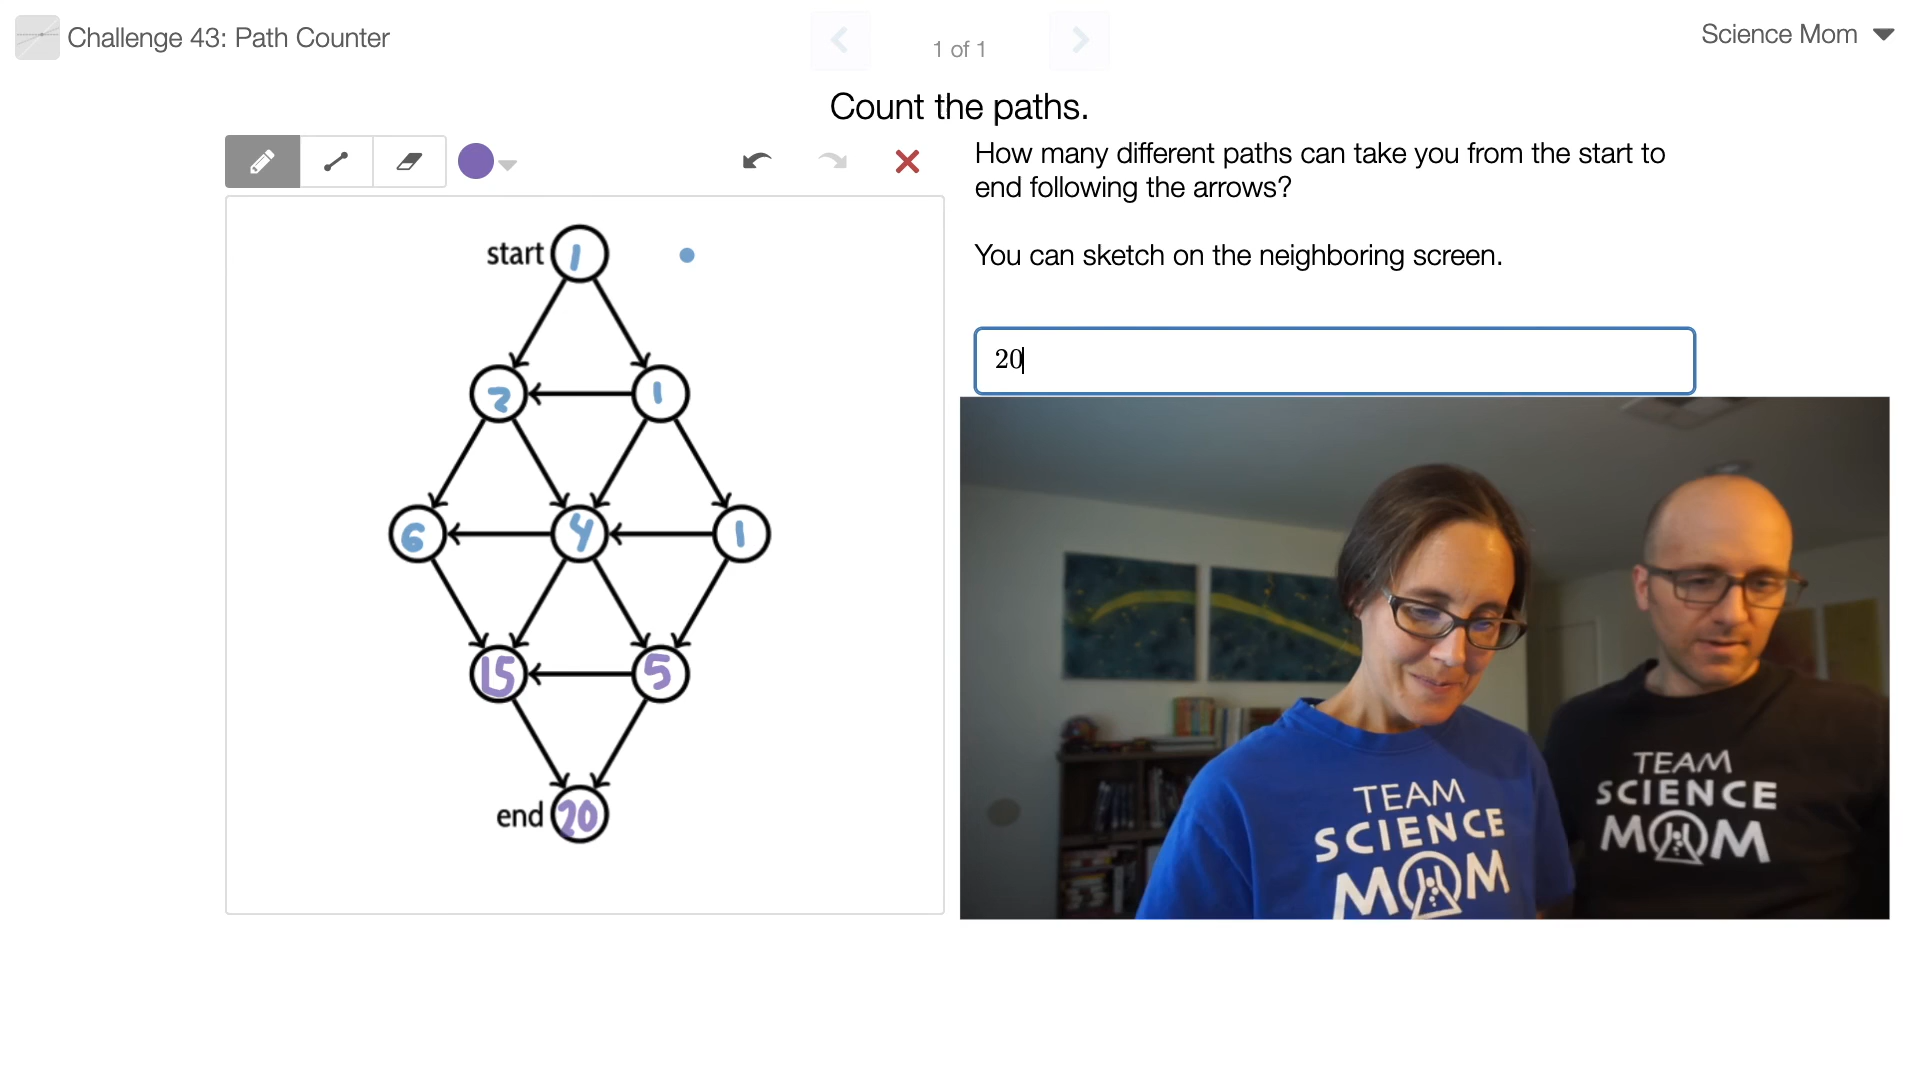 Challenge 43: Path Counter
1 of 1
Science Mom
Count the paths.
How many different paths can take you from the start to
end following the arrows?
You can sketch on the neighboring screen.
20
start 1
2 1
6 4 1
15 5
end 20
TEAM
SCIENCE
MOM
TEAM
SCIENCE
MOM